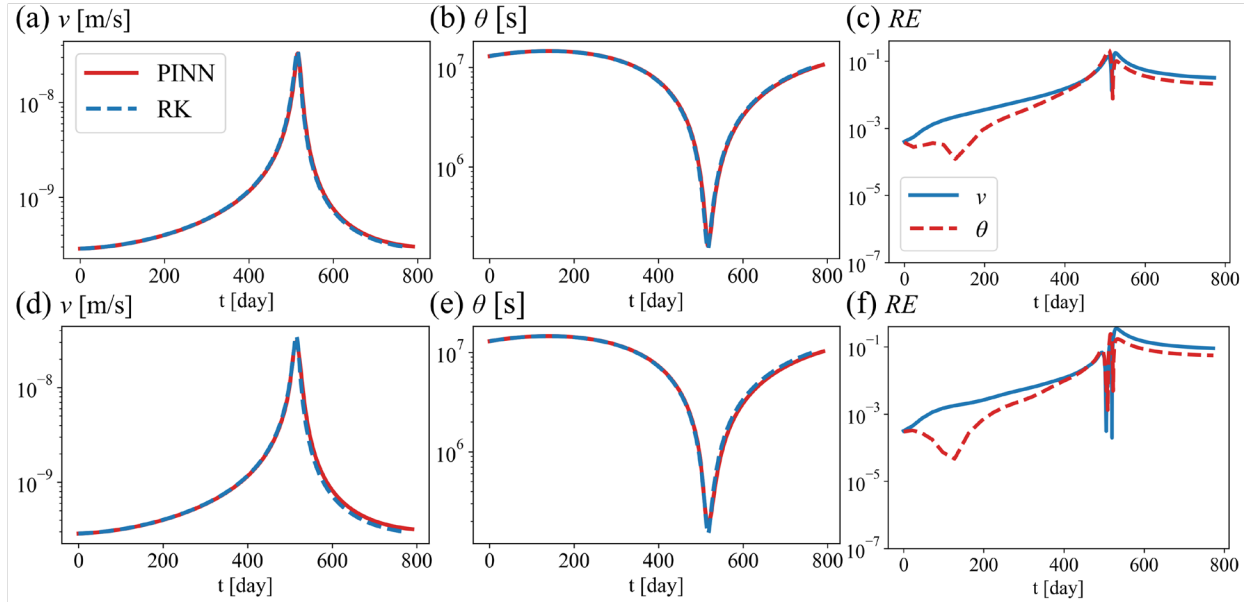 (a) v [m/s]
10⁻⁸
10⁻⁹
PINN
RK
0 200 400 600 800
t [day]
(b) θ [s]
10⁷
10⁶
0 200 400 600 800
t [day]
(c) RE
10⁻¹
10⁻³
10⁻⁵
10⁻⁷
v
θ
0 200 400 600 800
t [day]
(d) v [m/s]
10⁻⁸
10⁻⁹
0 200 400 600 800
t [day]
(e) θ [s]
10⁷
10⁶
0 200 400 600 800
t [day]
(f) RE
10⁻¹
10⁻³
10⁻⁵
10⁻⁷
0 200 400 600 800
t [day]